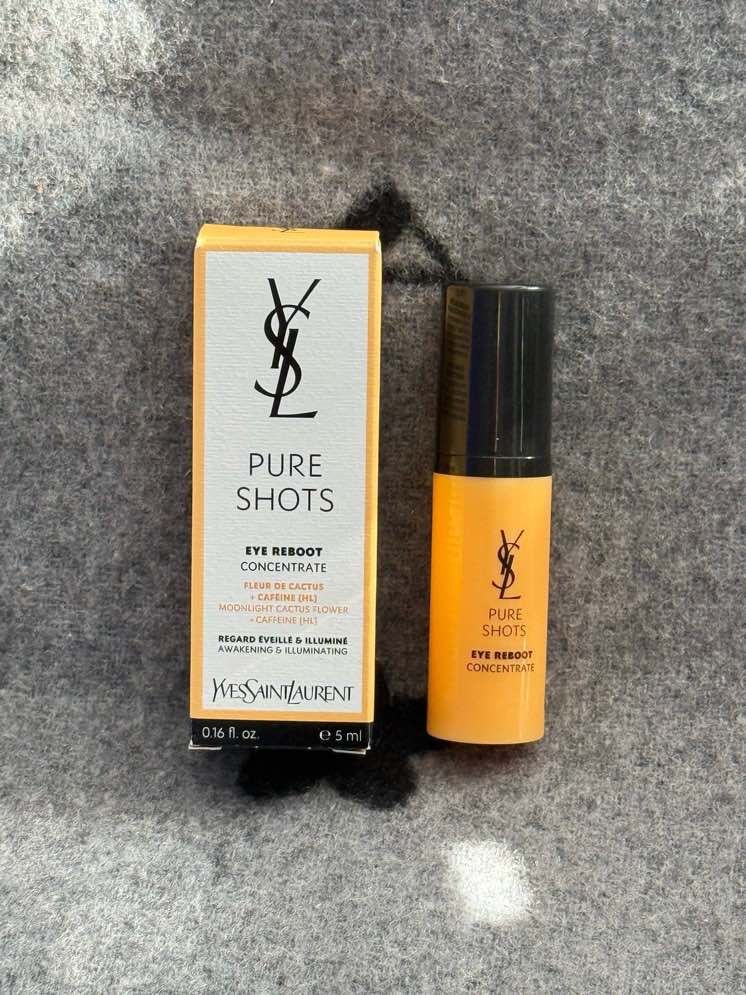 YSL
PURE
SHOTS
EYE REBOOT
CONCENTRATE
FLEUR DE CACTUS
+ CAFÉINE [HL]
MOONLIGHT CACTUS FLOWER
+ CAFFEINE [HL]
REGARD ÉVEILLÉ & ILLUMINÉ
AWAKENING & ILLUMINATING
YVESSAINTLAURENT
0.16 fl. oz. ℮ 5 ml
YSL
PURE
SHOTS
EYE REBOOT
CONCENTRATE